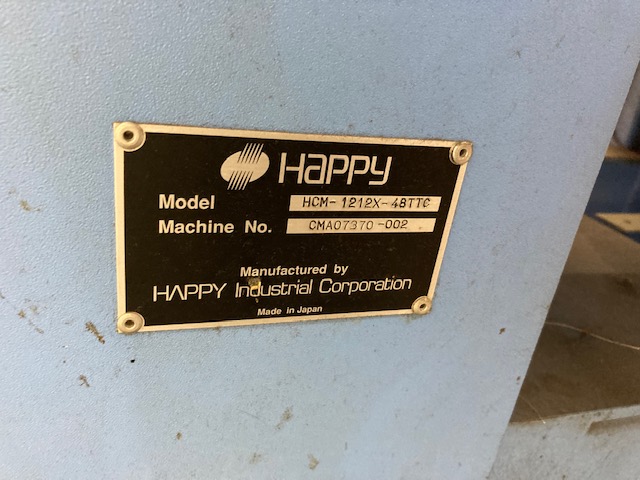 HAPPY
Model HCM-1212X-48TTC
Machine No. CMA07370-002
Manufactured by
HAPPY Industrial Corporation
Made in Japan